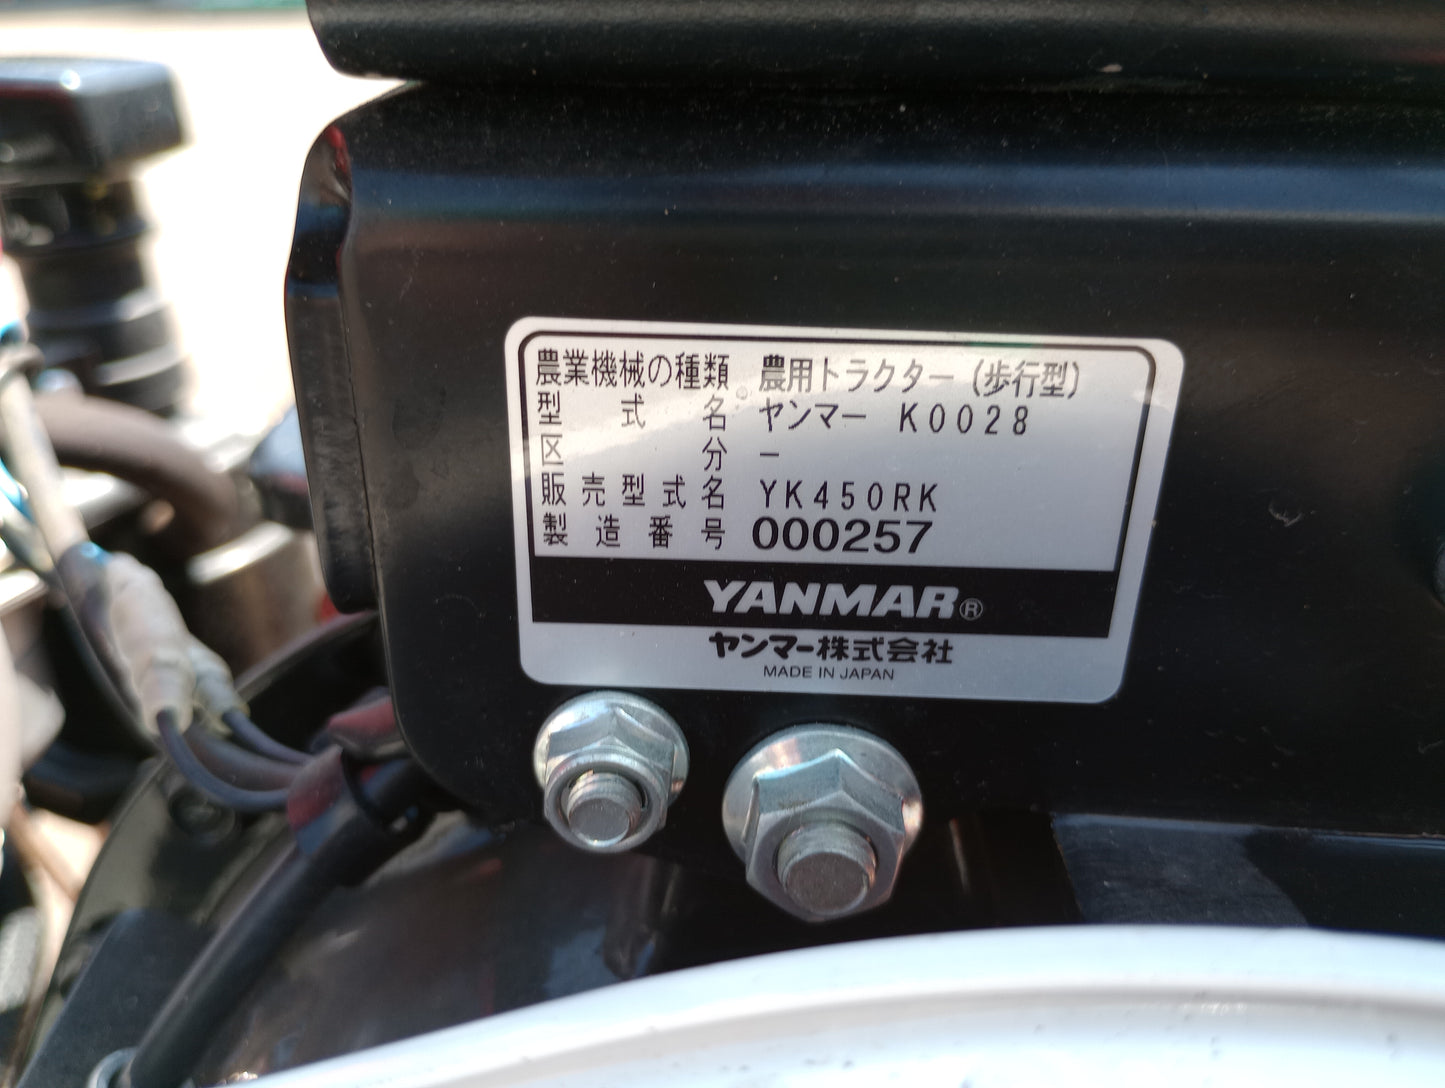 農業機械の種類 農用トラクター (歩行型)
型式名 ヤンマー K0028
区分 −
販売型式名 YK450RK
製造番号 000257
YANMAR®
ヤンマー株式会社
MADE IN JAPAN